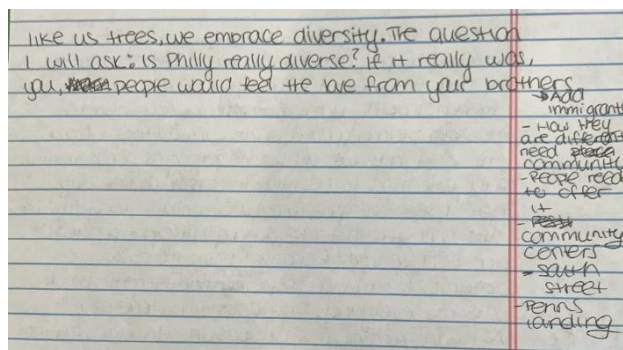 like us trees, we embrace diversity. The question
I will ask: is Philly really diverse? If it really was,
you, people would feel the love from your brothers
Add
immigrants
- How they
are different
need
community
- People need
to offer
it
-
community
centers
- South
street
- Penns
landing